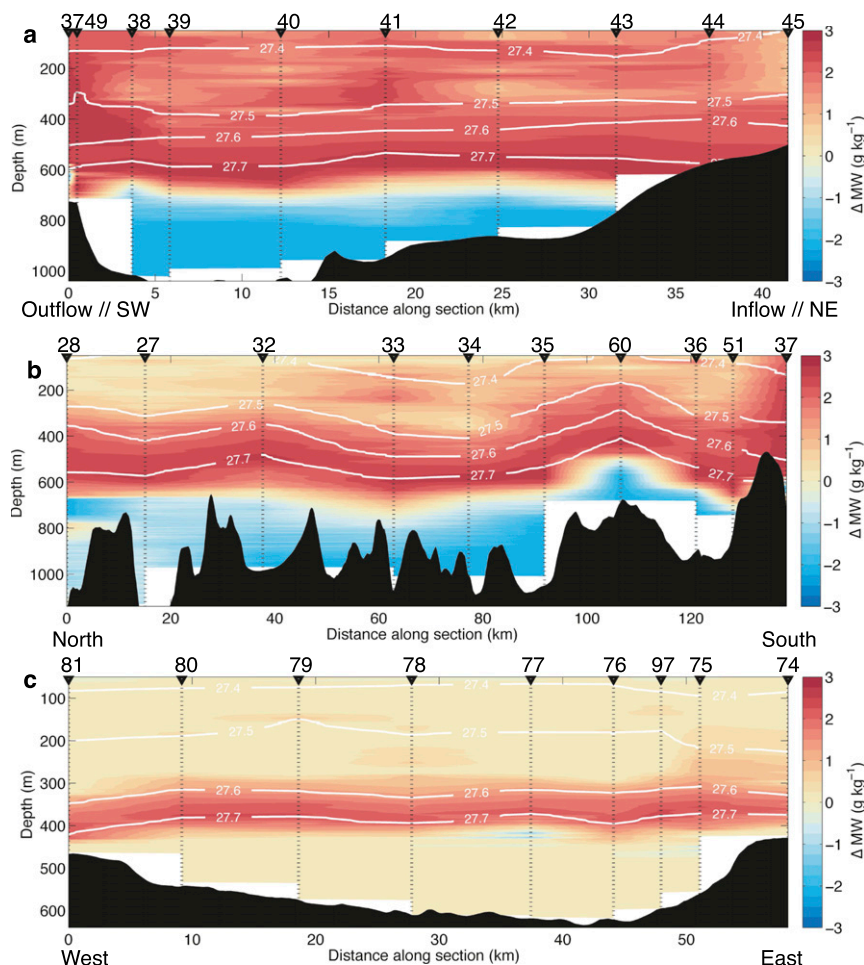 a
37 49 38 39 40 41 42 43 44 45
27.4 27.4
200
27.5 27.5
400
27.6 27.6
600
27.7 27.7 27.
800
1000
Depth (m)
0 5 10 15 20 25 30 35 40
Outflow // SW Distance along section (km) Inflow // NE
3
2
1
0
−1
−2
−3
Δ MW (g kg⁻¹)
b
28 27 32 33 34 35 60 36 51 37
27.4 27.4 27.4
200
27.5 27.5 27.5
400
27.6 27.6 27.6
27.7 27.7 27.7
600
800
1000
Depth (m)
0 20 40 60 80 100 120
North Distance along section (km) South
3
2
1
0
−1
−2
−3
Δ MW (g kg⁻¹)
c
81 80 79 78 77 76 97 75 74
27.4 27.4 27.4
100
200
27.5 27.5 27.5
300
27.6 27.6 27.6
27.7 27.7 27.7
400
500
600
Depth (m)
0 10 20 30 40 50
West Distance along section (km) East
3
2
1
0
−1
−2
−3
Δ MW (g kg⁻¹)